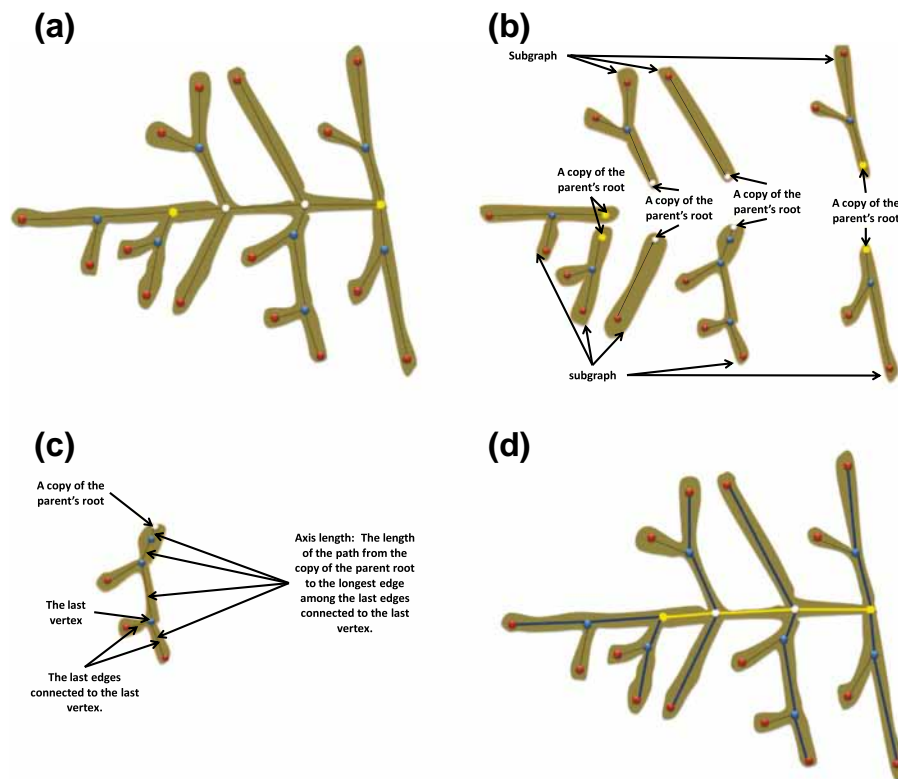 (a)
(b)
Subgraph
A copy of the
parent's root
A copy of the
parent's root
A copy of the
parent's root
A copy of the
parent's root
subgraph
(c)
A copy of the
parent's root
Axis length: The length
of the path from the
copy of the parent root
to the longest edge
among the last edges
connected to the last
vertex.
The last
vertex
The last edges
connected to the last
vertex.
(d)